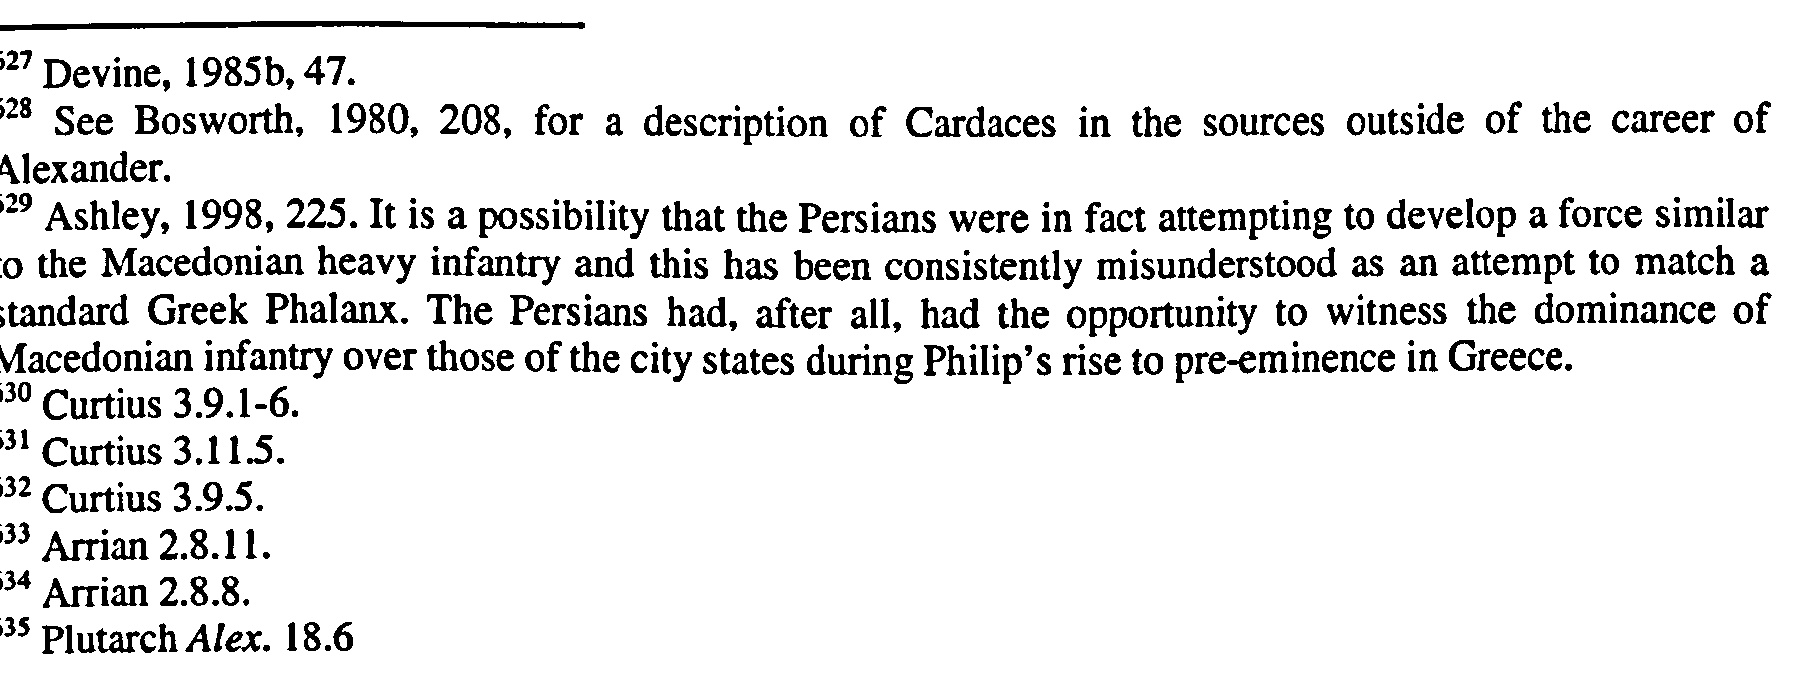 527 Devine, 1985b, 47.
528 See Bosworth, 1980, 208, for a description of Cardaces in the sources outside of the career of
Alexander.
529 Ashley, 1998, 225. It is a possibility that the Persians were in fact attempting to develop a force similar
to the Macedonian heavy infantry and this has been consistently misunderstood as an attempt to match a
standard Greek Phalanx. The Persians had, after all, had the opportunity to witness the dominance of
Macedonian infantry over those of the city states during Philip's rise to pre-eminence in Greece.
530 Curtius 3.9.1-6.
531 Curtius 3.11.5.
532 Curtius 3.9.5.
533 Arrian 2.8.11.
534 Arrian 2.8.8.
535 Plutarch Alex. 18.6